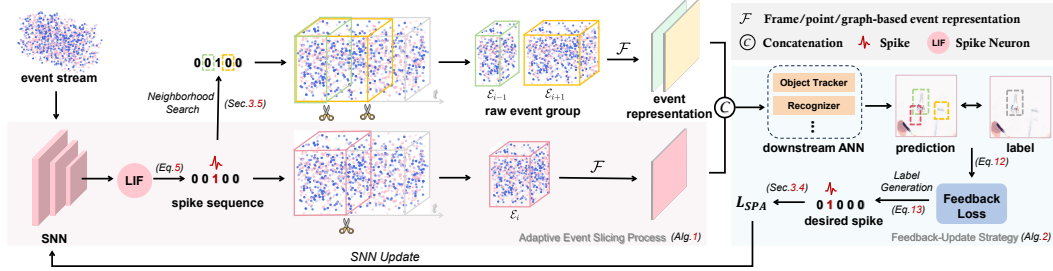 event stream
0 0 1 0 0
Neighborhood
Search)
(Sec.3.5)
SNN
LIF
(Eq.5)
0 0 1 0 0
spike sequence
t
ℰi−1
ℰi+1
raw event group
ℱ
event
representation
t
ℰi
ℱ
Adaptive Event Slicing Process (Alg.1)
C
ℱ Frame/point/graph-based event representation
C Concatenation Spike LIF Spike Neuron
Object Tracker
Recognizer
⋮
downstream ANN
prediction
label
(Eq.12)
Feedback
Loss
Label
Generation
(Eq.13)
0 1 0 0 0
desired spike
(Sec.3.4)
L_SPA
Feedback-Update Strategy (Alg.2)
SNN Update